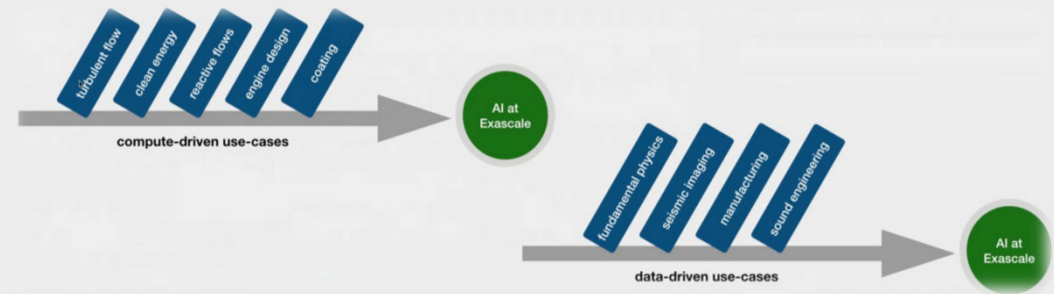 turbulent flow
clean energy
reactive flows
engine design
coating
AI at
Exascale
compute-driven use-cases
fundamental physics
seismic imaging
manufacturing
sound engineering
AI at
Exascale
data-driven use-cases